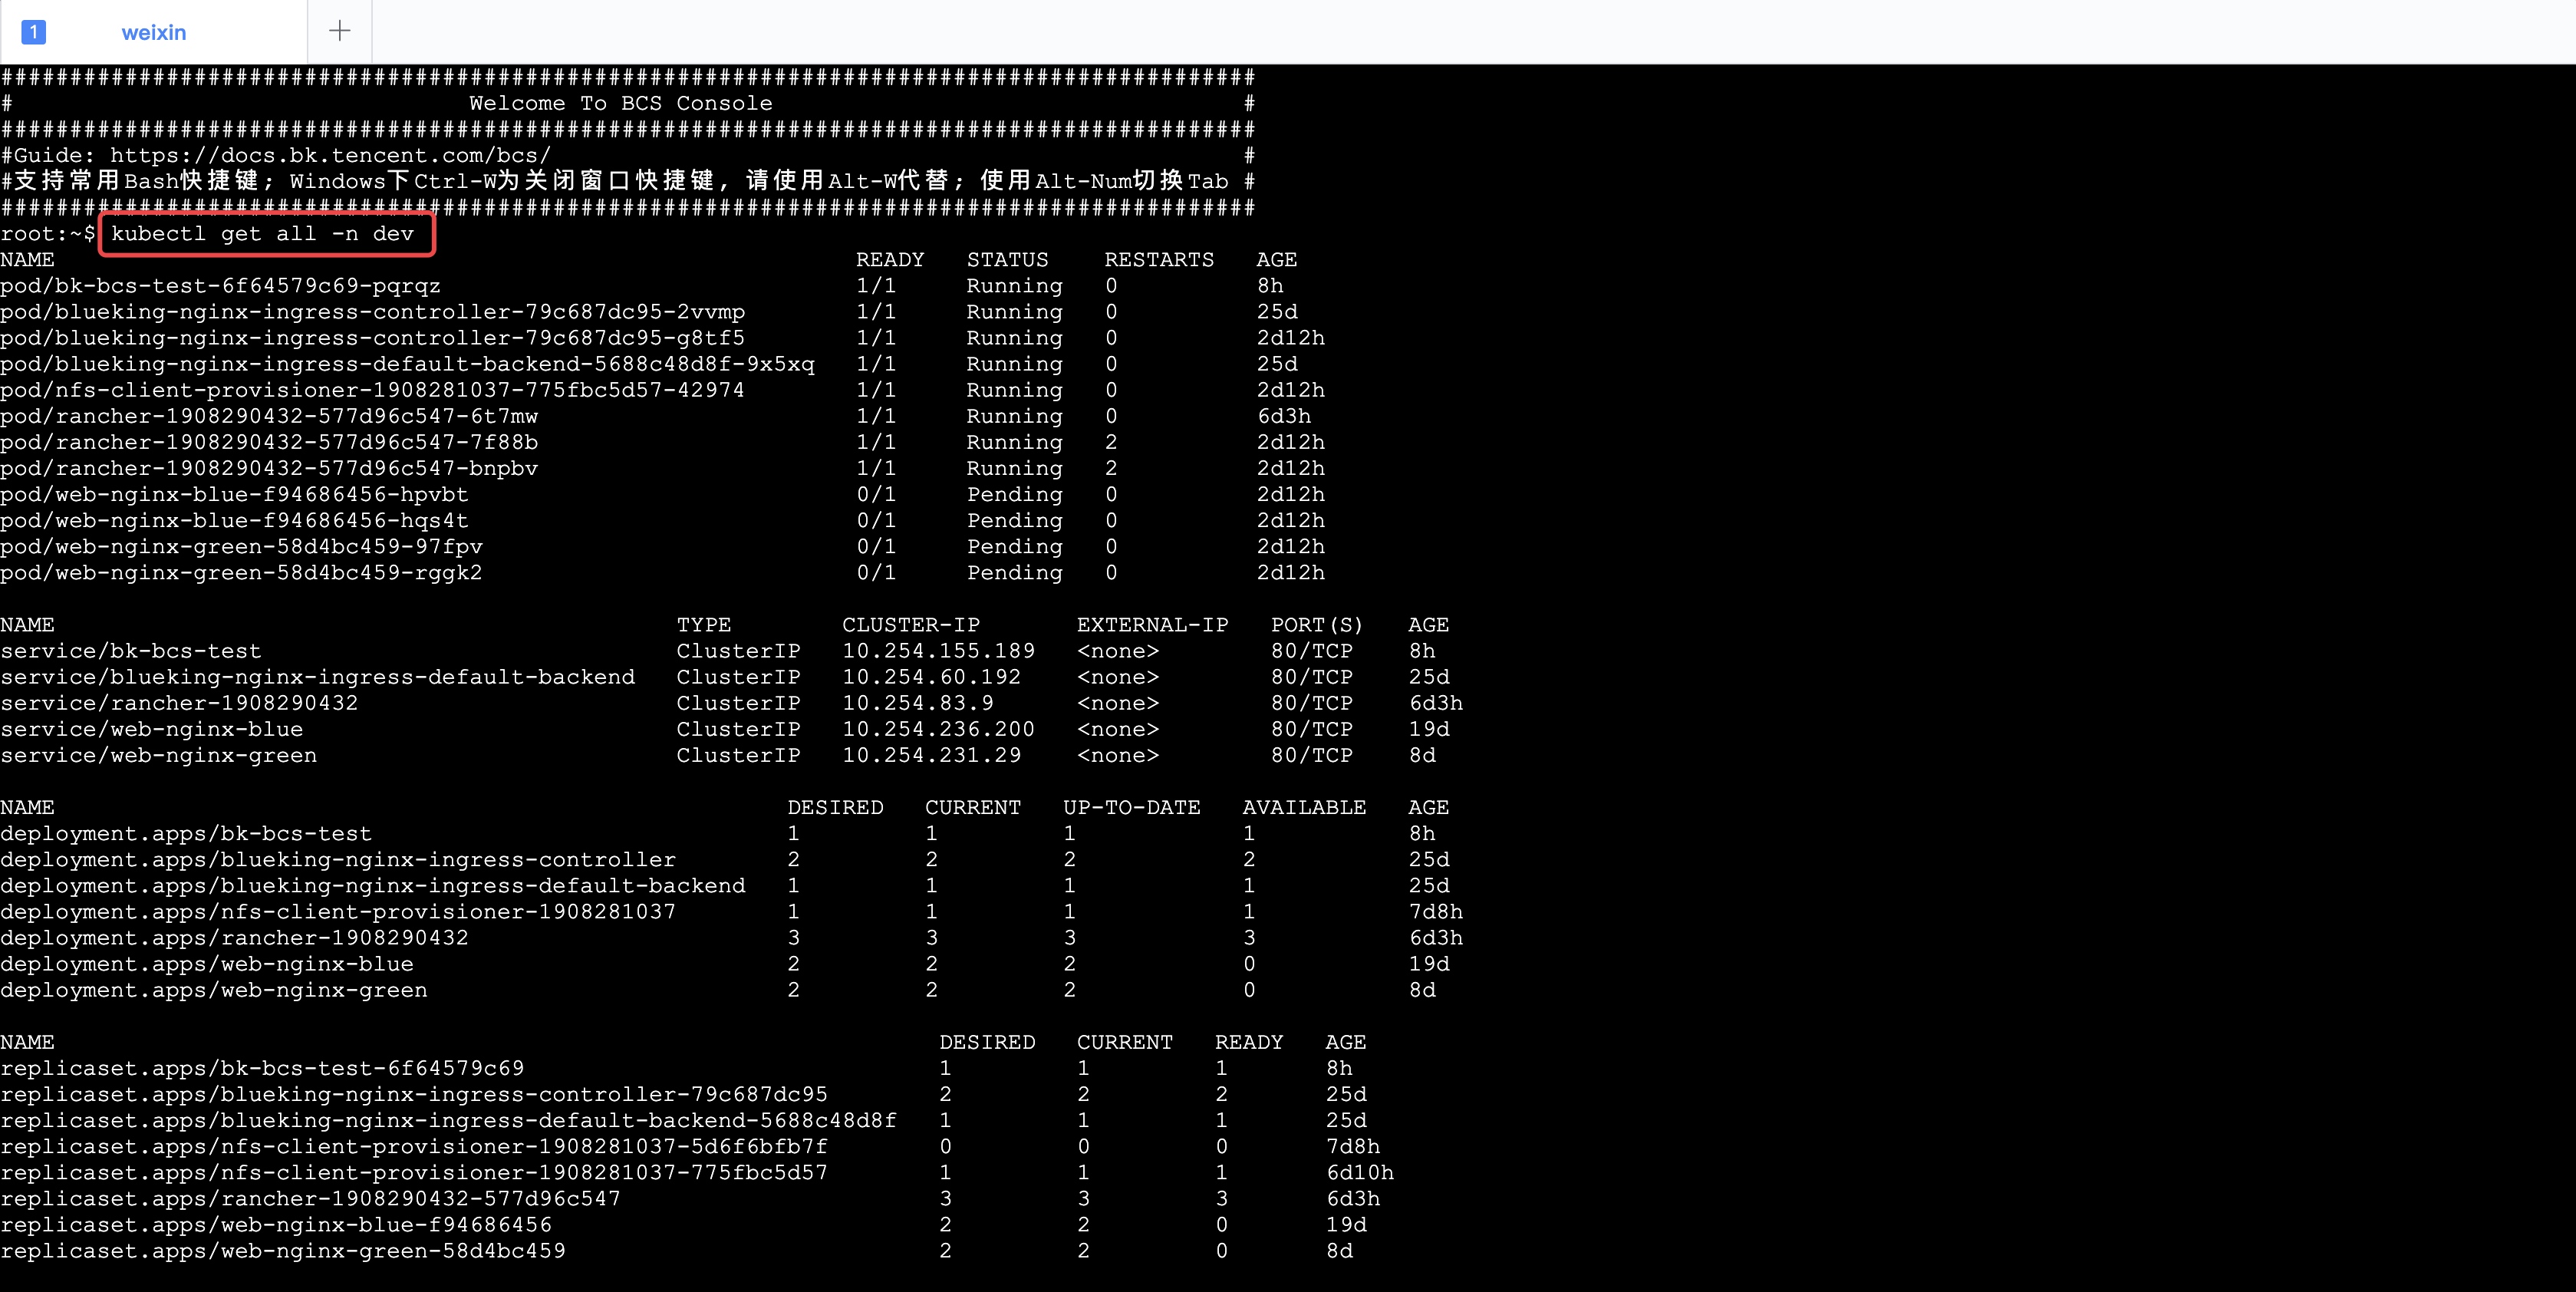 1 weixin +
###########################################################################################
# Welcome To BCS Console #
###########################################################################################
#Guide: https://docs.bk.tencent.com/bcs/ #
#支持常用Bash快捷键; Windows下Ctrl-W为关闭窗口快捷键, 请使用Alt-W代替; 使用Alt-Num切换Tab #
###########################################################################################
root:~$ kubectl get all -n dev
NAME READY STATUS RESTARTS AGE
pod/bk-bcs-test-6f64579c69-pqrqz 1/1 Running 0 8h
pod/blueking-nginx-ingress-controller-79c687dc95-2vvmp 1/1 Running 0 25d
pod/blueking-nginx-ingress-controller-79c687dc95-g8tf5 1/1 Running 0 2d12h
pod/blueking-nginx-ingress-default-backend-5688c48d8f-9x5xq 1/1 Running 0 25d
pod/nfs-client-provisioner-1908281037-775fbc5d57-42974 1/1 Running 0 2d12h
pod/rancher-1908290432-577d96c547-6t7mw 1/1 Running 0 6d3h
pod/rancher-1908290432-577d96c547-7f88b 1/1 Running 2 2d12h
pod/rancher-1908290432-577d96c547-bnpbv 1/1 Running 2 2d12h
pod/web-nginx-blue-f94686456-hpvbt 0/1 Pending 0 2d12h
pod/web-nginx-blue-f94686456-hqs4t 0/1 Pending 0 2d12h
pod/web-nginx-green-58d4bc459-97fpv 0/1 Pending 0 2d12h
pod/web-nginx-green-58d4bc459-rggk2 0/1 Pending 0 2d12h
NAME TYPE CLUSTER-IP EXTERNAL-IP PORT(S) AGE
service/bk-bcs-test ClusterIP 10.254.155.189 <none> 80/TCP 8h
service/blueking-nginx-ingress-default-backend ClusterIP 10.254.60.192 <none> 80/TCP 25d
service/rancher-1908290432 ClusterIP 10.254.83.9 <none> 80/TCP 6d3h
service/web-nginx-blue ClusterIP 10.254.236.200 <none> 80/TCP 19d
service/web-nginx-green ClusterIP 10.254.231.29 <none> 80/TCP 8d
NAME DESIRED CURRENT UP-TO-DATE AVAILABLE AGE
deployment.apps/bk-bcs-test 1 1 1 1 8h
deployment.apps/blueking-nginx-ingress-controller 2 2 2 2 25d
deployment.apps/blueking-nginx-ingress-default-backend 1 1 1 1 25d
deployment.apps/nfs-client-provisioner-1908281037 1 1 1 1 7d8h
deployment.apps/rancher-1908290432 3 3 3 3 6d3h
deployment.apps/web-nginx-blue 2 2 2 0 19d
deployment.apps/web-nginx-green 2 2 2 0 8d
NAME DESIRED CURRENT READY AGE
replicaset.apps/bk-bcs-test-6f64579c69 1 1 1 8h
replicaset.apps/blueking-nginx-ingress-controller-79c687dc95 2 2 2 25d
replicaset.apps/blueking-nginx-ingress-default-backend-5688c48d8f 1 1 1 25d
replicaset.apps/nfs-client-provisioner-1908281037-5d6f6bfb7f 0 0 0 7d8h
replicaset.apps/nfs-client-provisioner-1908281037-775fbc5d57 1 1 1 6d10h
replicaset.apps/rancher-1908290432-577d96c547 3 3 3 6d3h
replicaset.apps/web-nginx-blue-f94686456 2 2 0 19d
replicaset.apps/web-nginx-green-58d4bc459 2 2 0 8d